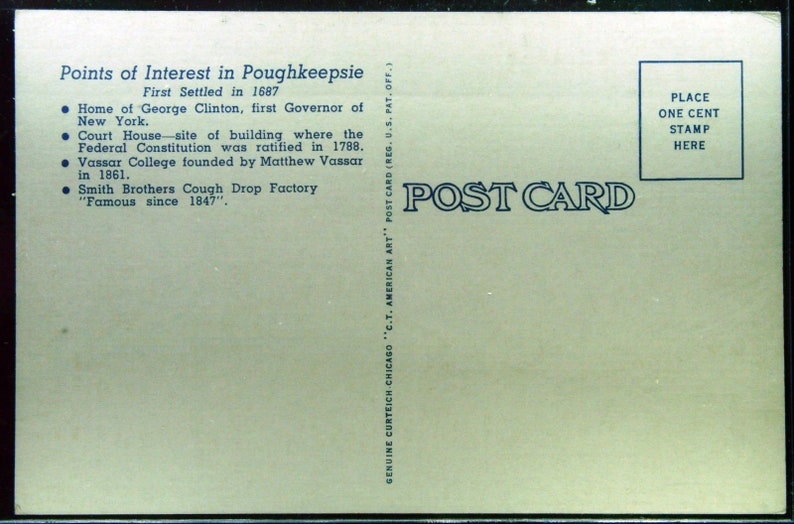 Points of Interest in Poughkeepsie
First Settled in 1687
● Home of George Clinton, first Governor of
New York.
● Court House—site of building where the
Federal Constitution was ratified in 1788.
● Vassar College founded by Matthew Vassar
in 1861.
● Smith Brothers Cough Drop Factory
"Famous since 1847".
GENUINE CURTEICH-CHICAGO "C.T. AMERICAN ART" POST CARD (REG. U.S. PAT. OFF.)
POST CARD
PLACE
ONE CENT
STAMP
HERE